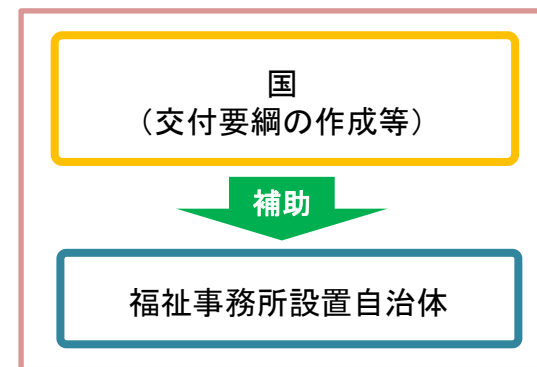 国
（交付要綱の作成等）
補助
福祉事務所設置自治体